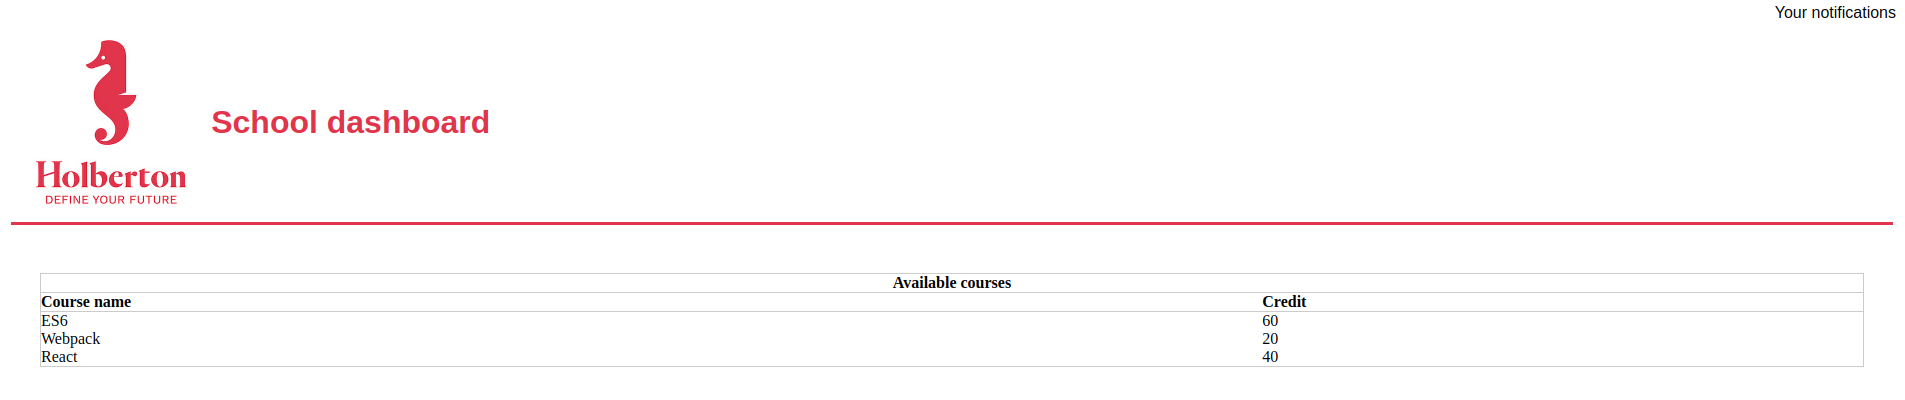 Your notifications
School dashboard
Holberton
DEFINE YOUR FUTURE
Available courses
Course name Credit
ES6 60
Webpack 20
React 40